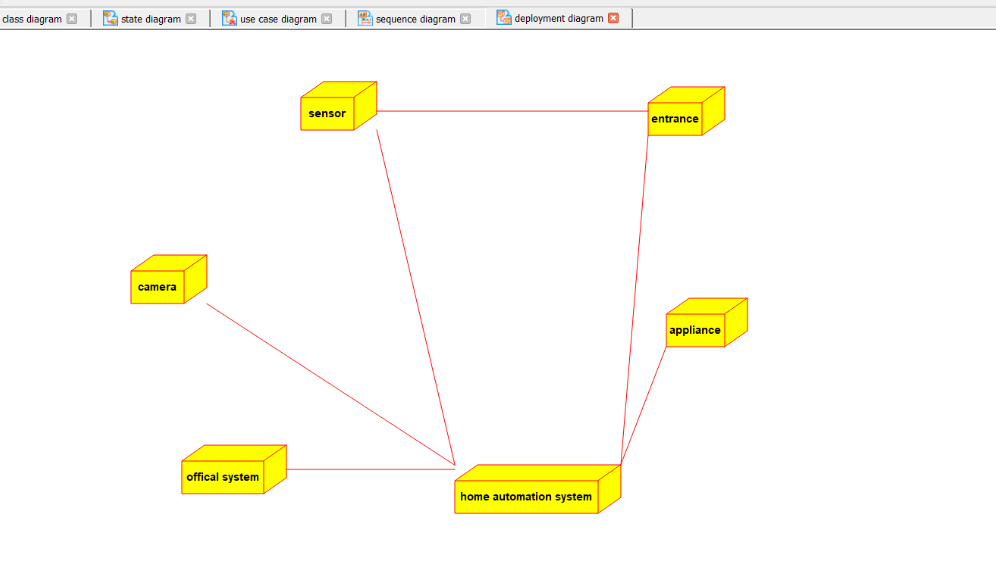 class diagram
state diagram
use case diagram
sequence diagram
deployment diagram
sensor
entrance
camera
appliance
offical system
home automation system